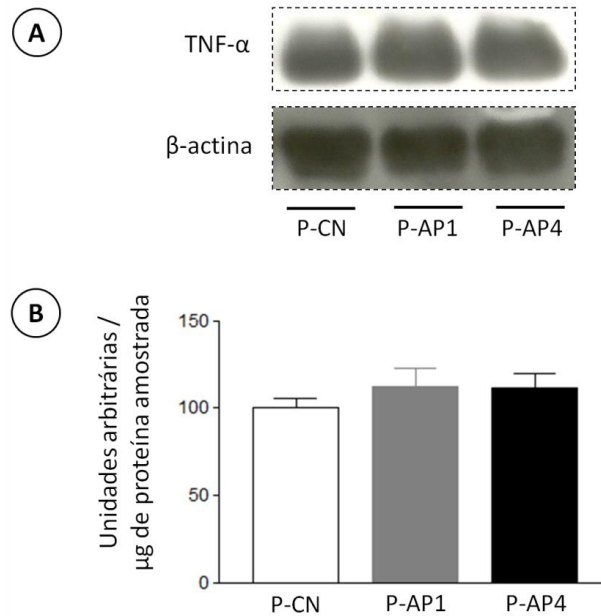 A
TNF-α
β-actina
P-CN P-AP1 P-AP4
B
Unidades arbitrárias /
µg de proteína amostrada
150
100
50
0
P-CN P-AP1 P-AP4